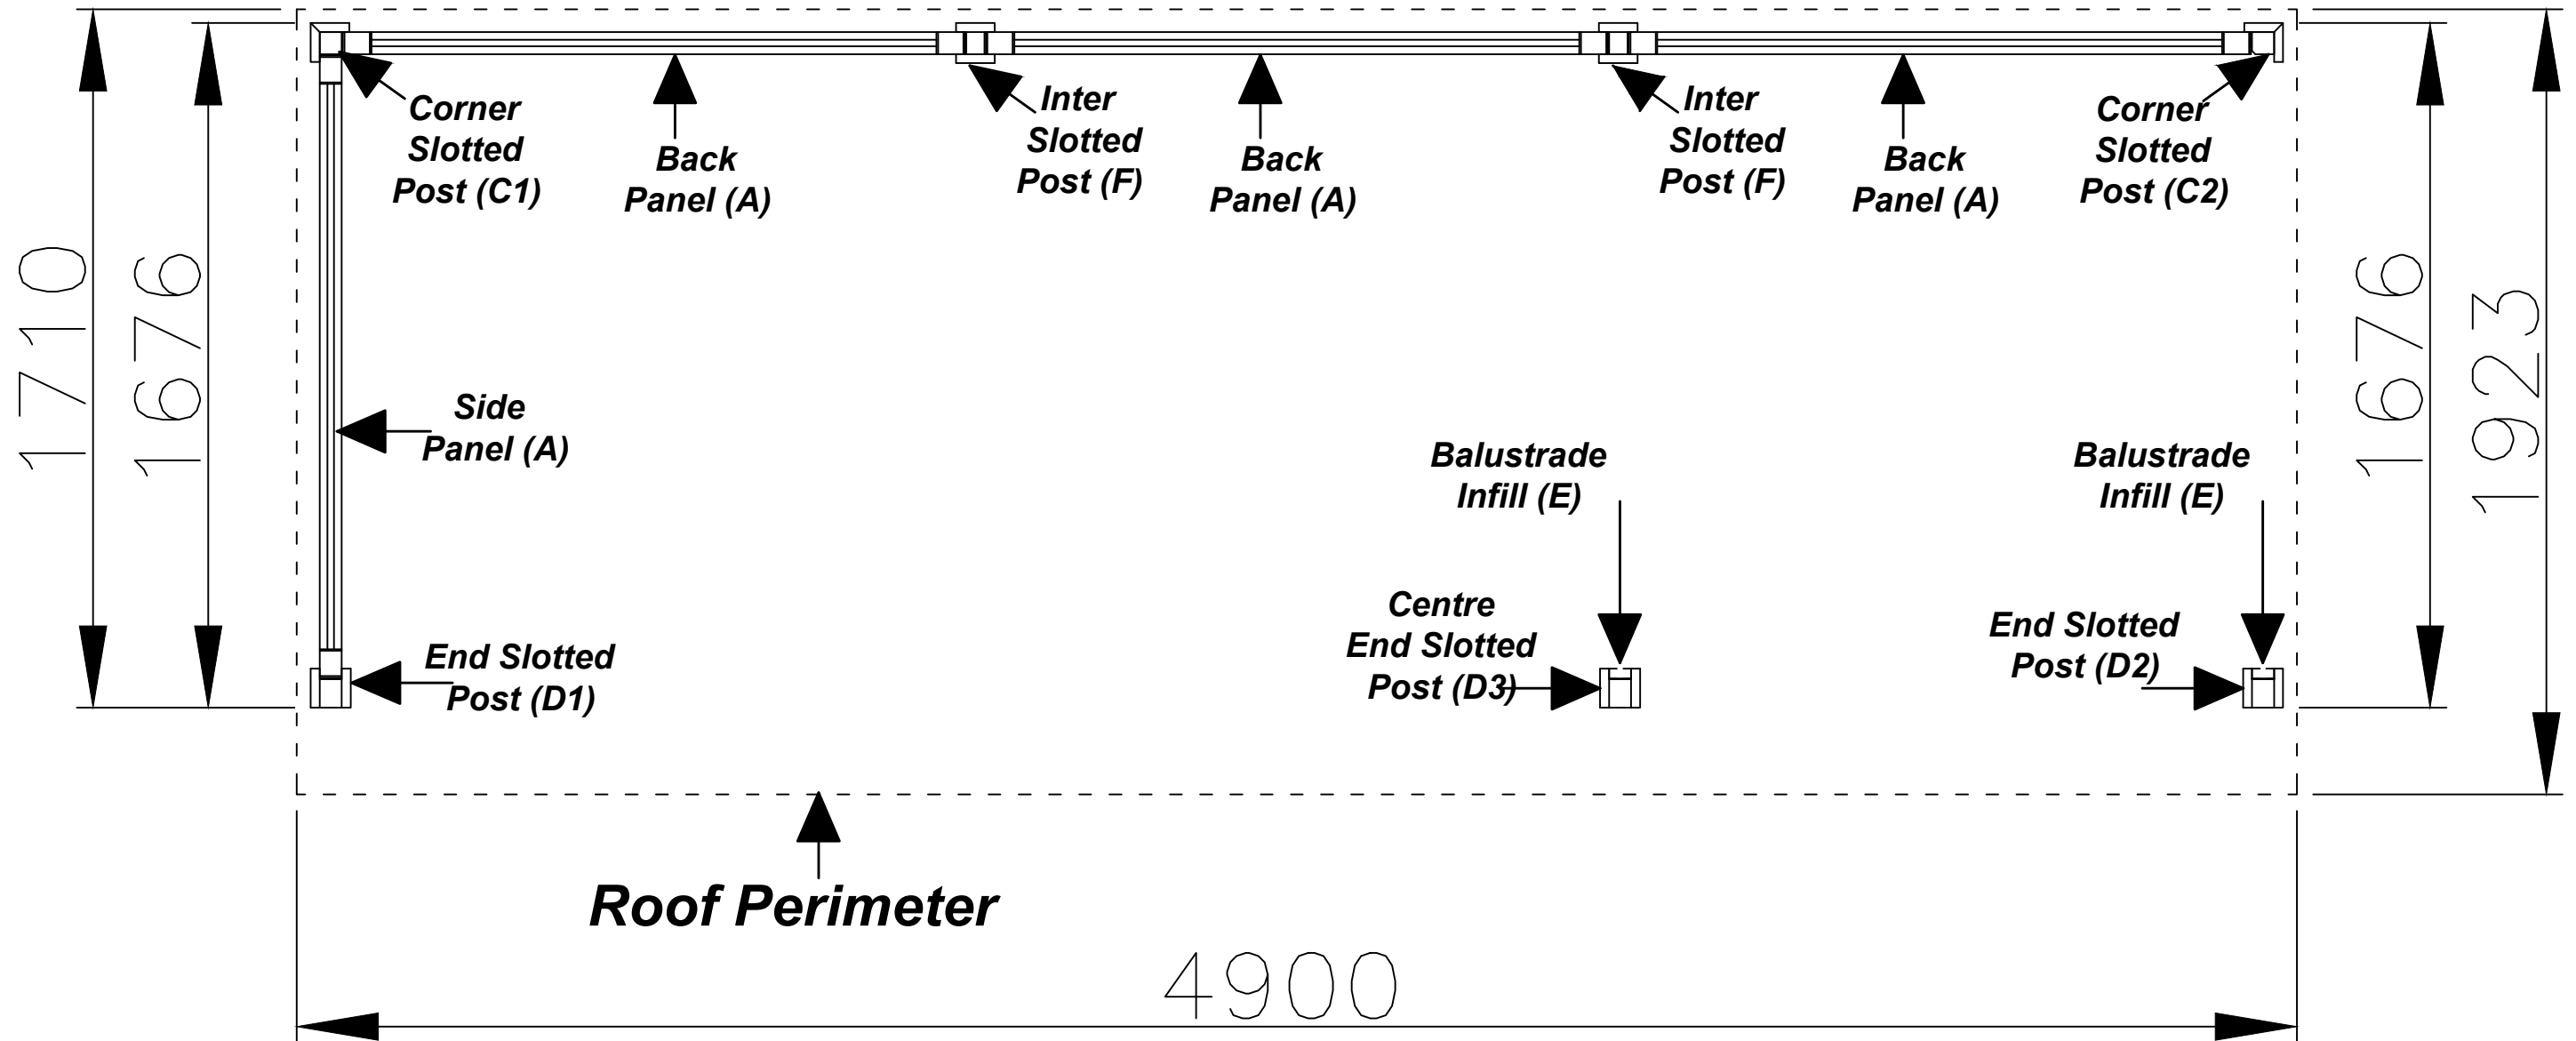 Corner
Slotted
Post (C1)
Back
Panel (A)
Inter
Slotted
Post (F)
Back
Panel (A)
Inter
Slotted
Post (F)
Back
Panel (A)
Corner
Slotted
Post (C2)
1710
1676
1676
1923
Side
Panel (A)
Balustrade
Infill (E)
Balustrade
Infill (E)
End Slotted
Post (D1)
Centre
End Slotted
Post (D3)
End Slotted
Post (D2)
Roof Perimeter
4900